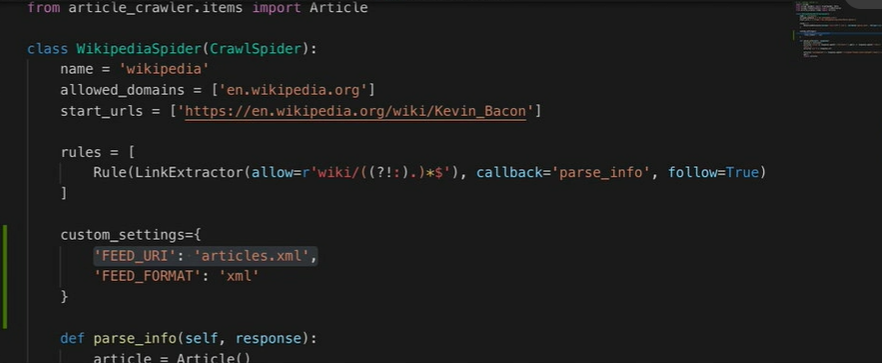 from article_crawler.items import Article
class WikipediaSpider(CrawlSpider):
name = 'wikipedia'
allowed_domains = ['en.wikipedia.org']
start_urls = ['https://en.wikipedia.org/wiki/Kevin_Bacon']
rules = [
Rule(LinkExtractor(allow=r'wiki/((?!:).)*$'), callback='parse_info', follow=True)
]
custom_settings={
'FEED_URI': 'articles.xml',
'FEED_FORMAT': 'xml'
}
def parse_info(self, response):
article = Article()